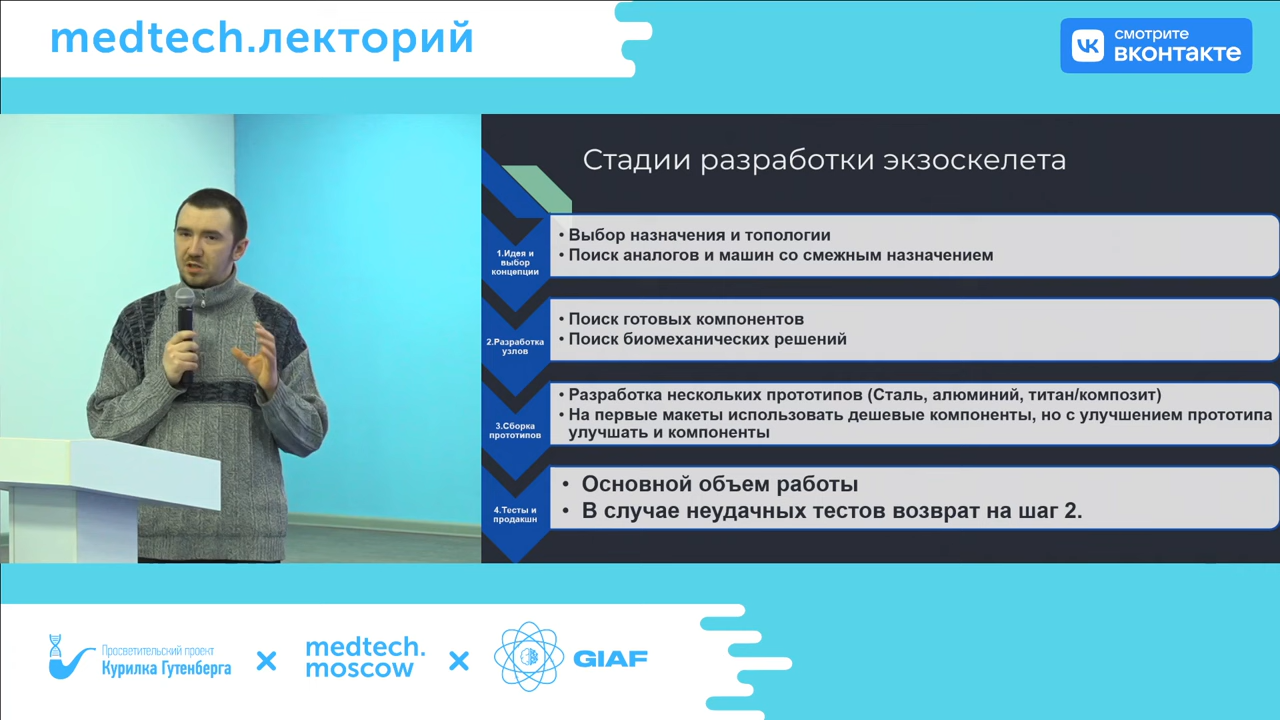 medtech.лекторий
смотрите
вконтакте
Стадии разработки экзоскелета
1.Идея и
выбор
концепции
• Выбор назначения и топологии
• Поиск аналогов и машин со смежным назначением
2.Разработка
узлов
• Поиск готовых компонентов
• Поиск биомеханических решений
3.Сборка
прототипов
• Разработка нескольких прототипов (Сталь, алюминий, титан/композит)
• На первые макеты использовать дешевые компоненты, но с улучшением прототипа
улучшать и компоненты
4.Тесты и
продакшн
• Основной объем работы
• В случае неудачных тестов возврат на шаг 2.
Просветительский проект
Курилка Гутенберга
×
medtech.
moscow
×
GIAF